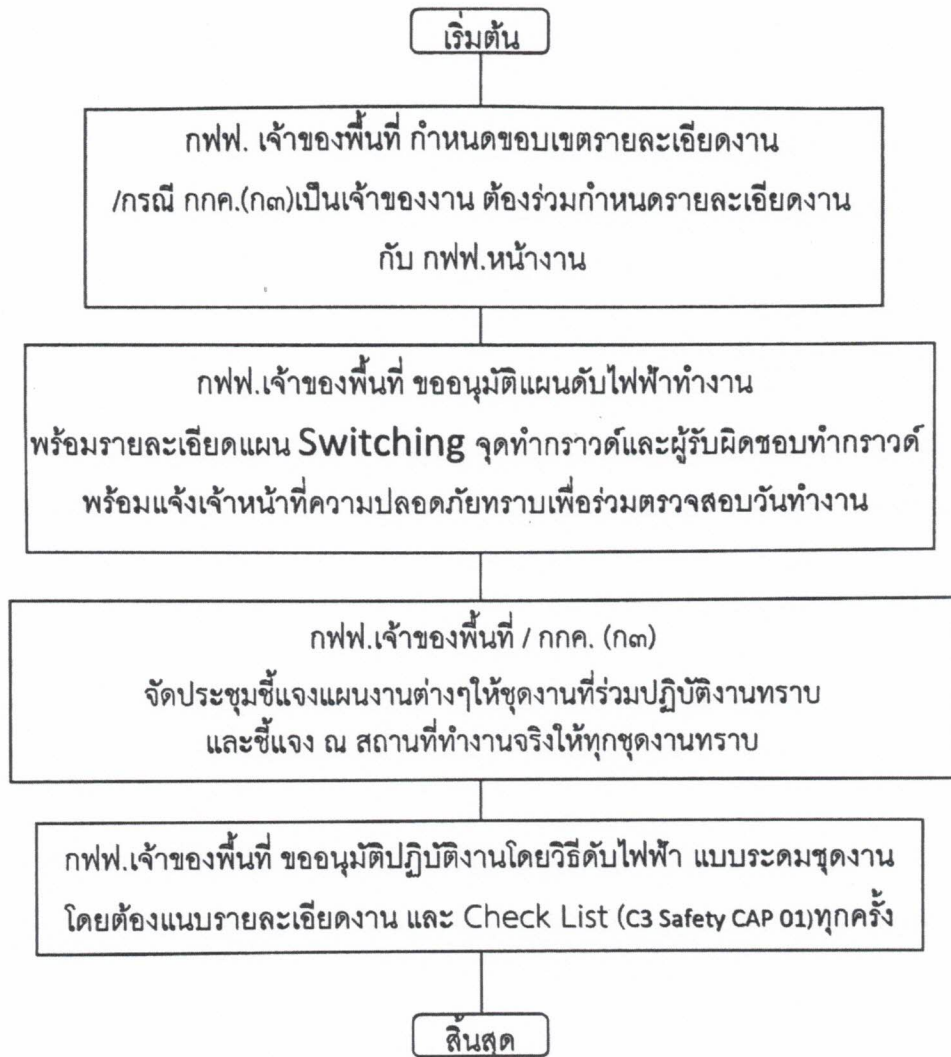 เริ่มต้น
กฟฟ. เจ้าของพื้นที่ กำหนดขอบเขตรายละเอียดงาน
/กรณี กกค.(ก๓)เป็นเจ้าของงาน ต้องร่วมกำหนดรายละเอียดงาน
กับ กฟฟ.หน้างาน
กฟฟ.เจ้าของพื้นที่ ขออนุมัติแผนดับไฟฟ้าทำงาน
พร้อมรายละเอียดแผน Switching จุดทำกราวด์และผู้รับผิดชอบทำกราวด์
พร้อมแจ้งเจ้าหน้าที่ความปลอดภัยทราบเพื่อร่วมตรวจสอบวันทำงาน
กฟฟ.เจ้าของพื้นที่ / กกค. (ก๓)
จัดประชุมชี้แจงแผนงานต่างๆให้ชุดงานที่ร่วมปฏิบัติงานทราบ
และชี้แจง ณ สถานที่ทำงานจริงให้ทุกชุดงานทราบ
กฟฟ.เจ้าของพื้นที่ ขออนุมัติปฏิบัติงานโดยวิธีดับไฟฟ้า แบบระดมชุดงาน
โดยต้องแนบรายละเอียดงาน และ Check List (C3 Safety CAP 01)ทุกครั้ง
สิ้นสุด